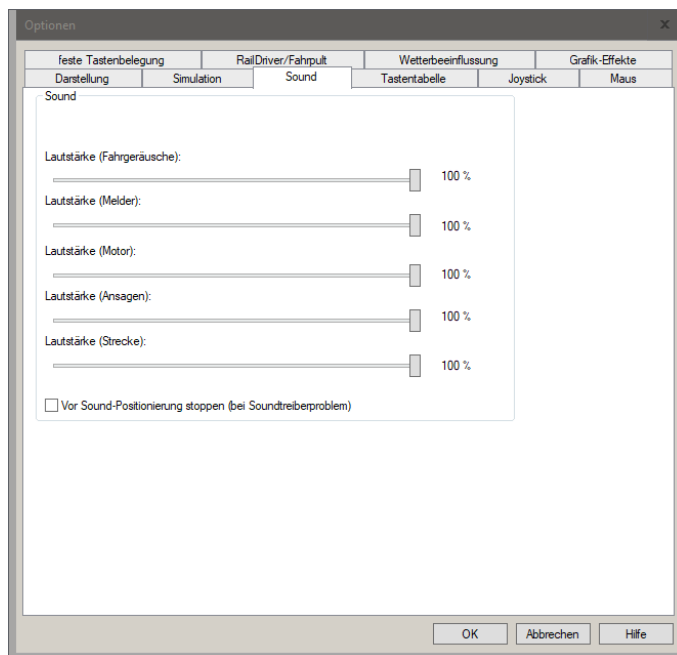 Optionen x
feste Tastenbelegung RailDriver/Fahrpult Wetterbeeinflussung Grafik-Effekte
Darstellung Simulation Sound Tastentabelle Joystick Maus
Sound
Lautstärke (Fahrgeräusche):
100 %
Lautstärke (Melder):
100 %
Lautstärke (Motor):
100 %
Lautstärke (Ansagen):
100 %
Lautstärke (Strecke):
100 %
Vor Sound-Positionierung stoppen (bei Soundtreiberproblem)
OK Abbrechen Hilfe